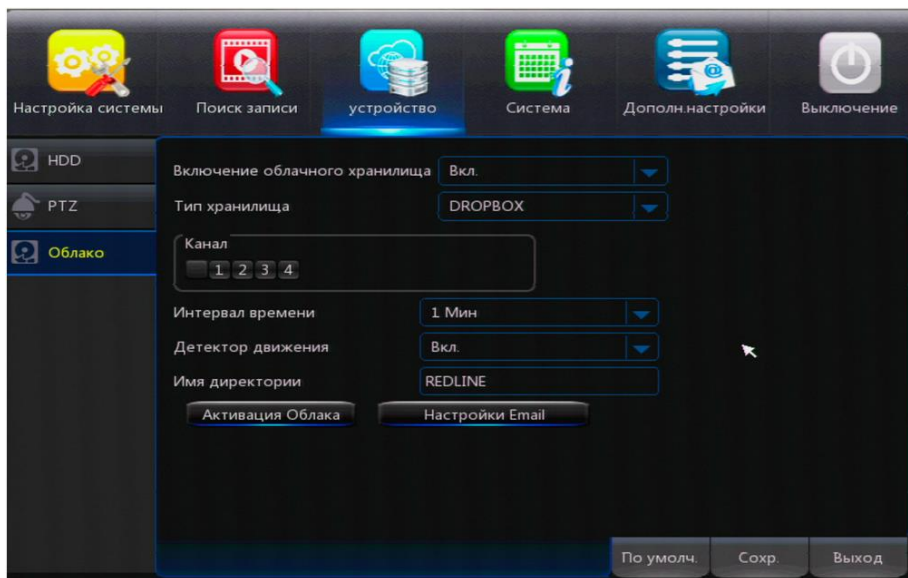 Настройка системы
Поиск записи
устройство
Система
Дополн.настройки
Выключение
HDD
PTZ
Облако
Включение облачного хранилища Вкл.
Тип хранилища DROPBOX
Канал
1 2 3 4
Интервал времени 1 Мин
Детектор движения Вкл.
Имя директории REDLINE
Активация Облака Настройки Email
По умолч. Сохр. Выход